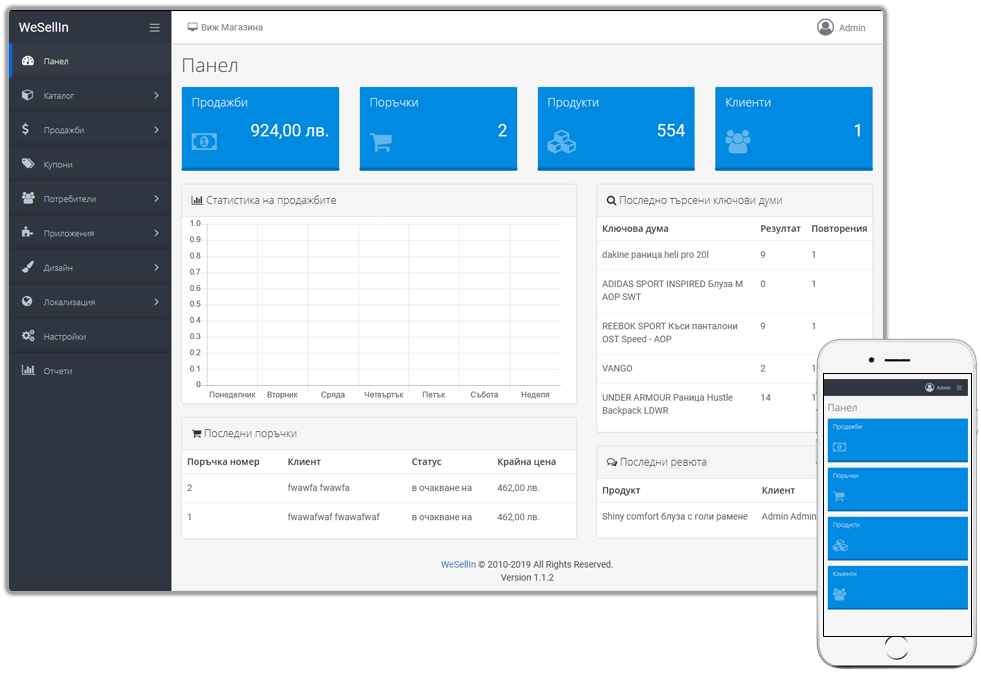 WeSellIn
Виж Магазина
Admin
Панел
Каталог
Продажби
Купони
Потребители
Приложения
Дизайн
Локализация
Настройки
Отчети
Панел
Продажби
924,00 лв.
Поръчки
2
Продукти
554
Клиенти
1
Статистика на продажбите
1.0
0.9
0.8
0.7
0.6
0.5
0.4
0.3
0.2
0.1
0
Понеделник Вторник Сряда Четвъртък Петък Събота Неделя
Последно търсени ключови думи
Ключова дума Резултат Повторения
dakine раница heli pro 20l 9 1
ADIDAS SPORT INSPIRED Блуза M 0 1
AOP SWT
REEBOK SPORT Къси панталони 9 1
OST Speed - AOP
VANGO 2 1
UNDER ARMOUR Раница Hustle 14 1
Backpack LDWR
Последни поръчки
Поръчка номер Клиент Статус Крайна цена
2 fwawfa fwawfa в очакване на 462,00 лв.
1 fwawafwaf fwawafwaf в очакване на 462,00 лв.
Последни ревюта
Продукт Клиент
Shiny comfort блуза с голи рамене Admin Admin
WeSellIn © 2010-2019 All Rights Reserved.
Version 1.1.2
Admin
Панел
Продажби
Поръчки
Продукти
Клиенти